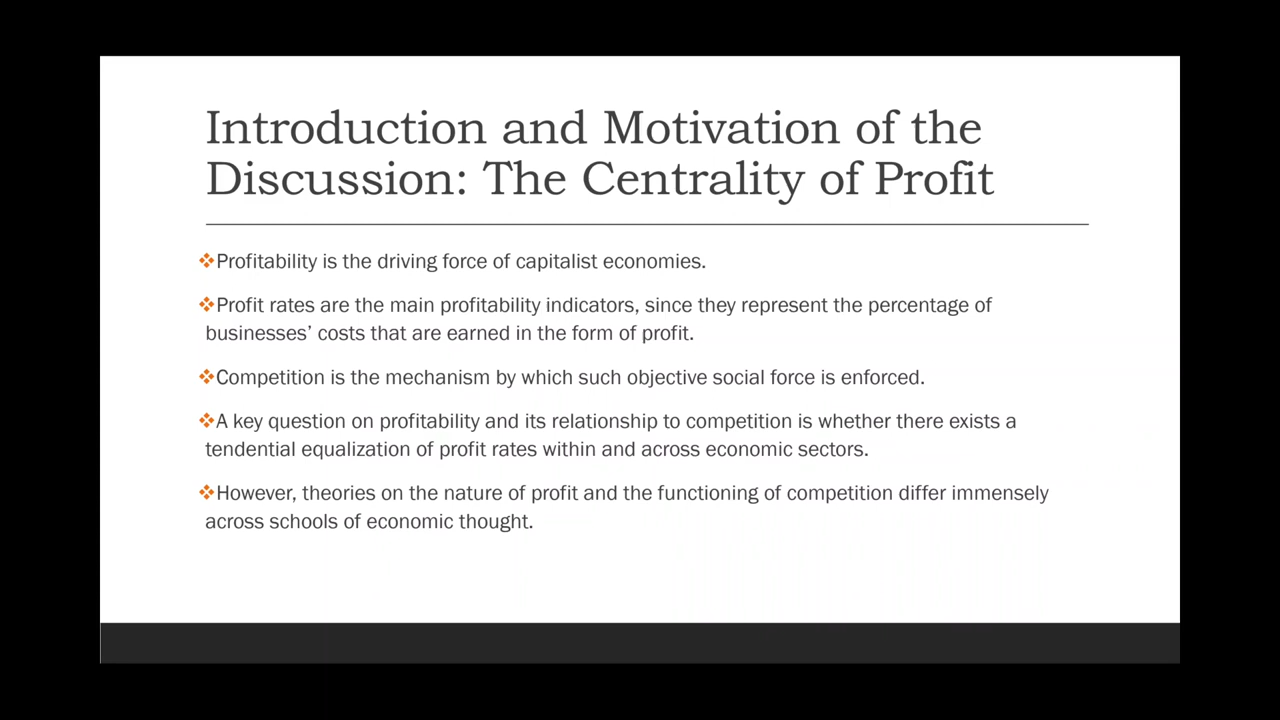 Introduction and Motivation of the
Discussion: The Centrality of Profit
❖Profitability is the driving force of capitalist economies.
❖Profit rates are the main profitability indicators, since they represent the percentage of
businesses’ costs that are earned in the form of profit.
❖Competition is the mechanism by which such objective social force is enforced.
❖A key question on profitability and its relationship to competition is whether there exists a
tendential equalization of profit rates within and across economic sectors.
❖However, theories on the nature of profit and the functioning of competition differ immensely
across schools of economic thought.